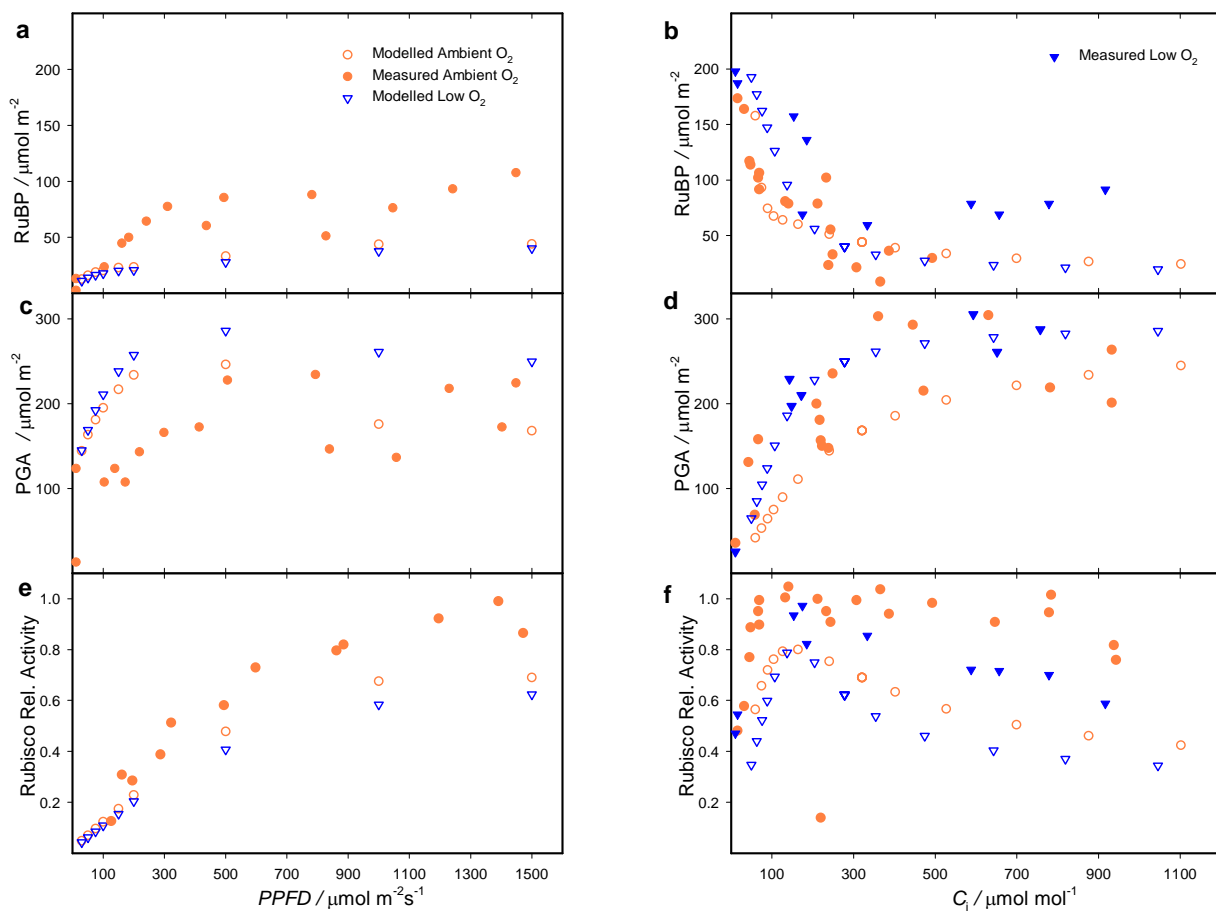 a
Modelled Ambient O₂
Measured Ambient O₂
Modelled Low O₂
RuBP / μmol m⁻²
200
150
100
50
b
Measured Low O₂
RuBP / μmol m⁻²
200
150
100
50
c
PGA / μmol m⁻²
300
200
100
d
PGA / μmol m⁻²
300
200
100
e
Rubisco Rel. Activity
1.0
0.8
0.6
0.4
0.2
100 300 500 700 900 1100 1300 1500
PPFD / μmol m⁻²s⁻¹
f
Rubisco Rel. Activity
1.0
0.8
0.6
0.4
0.2
100 300 500 700 900 1100
Cᵢ / μmol mol⁻¹